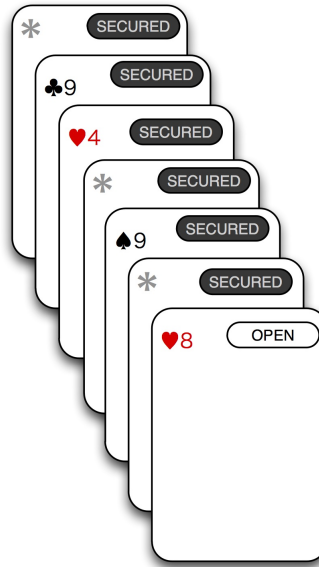 * SECURED
♣9 SECURED
♥4 SECURED
* SECURED
♠9 SECURED
* SECURED
♥8 OPEN